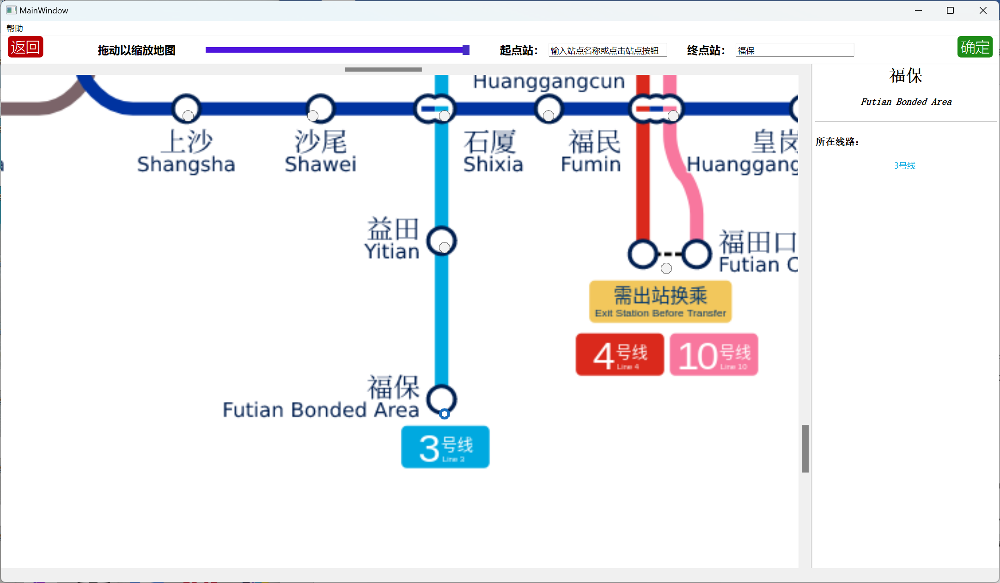 MainWindow
帮助
返回
拖动以缩放地图
起点站：
输入站点名称或点击站点按钮
终点站：
福保
确定
Huanggangcun
上沙
Shangsha
沙尾
Shawei
石厦
Shixia
福民
Fumin
皇岗
Huanggang
益田
Yitian
福田口
Futian C
需出站换乘
Exit Station Before Transfer
4号线
Line 4
10号线
Line 10
福保
Futian Bonded Area
3号线
Line 3
福保
Futian_Bonded_Area
所在线路：
3号线